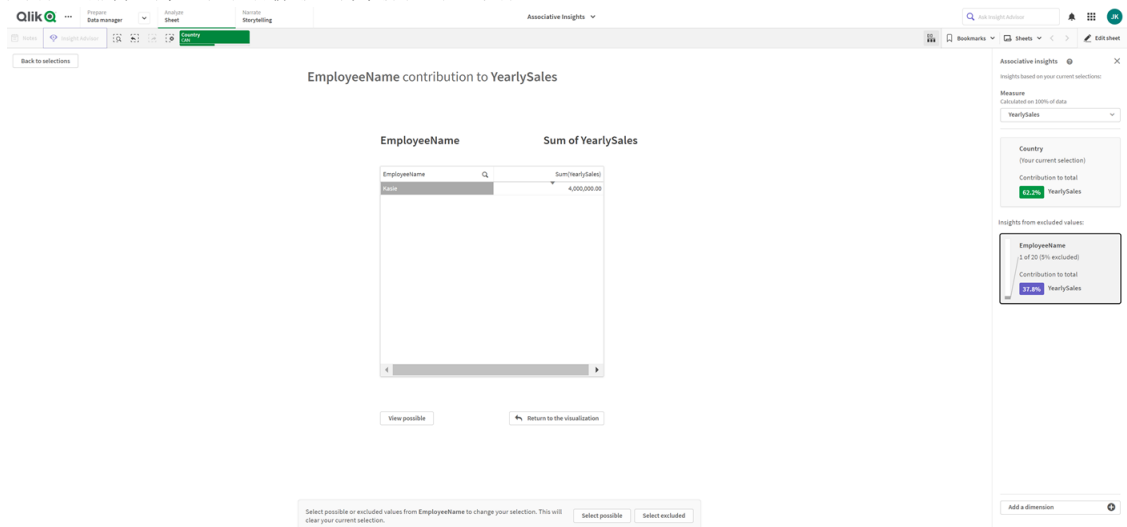 Qlik
Prepare
Data manager
Analyze
Sheet
Narrate
Storytelling
Associative Insights
Ask Insight Advisor
JK
Notes
Insight Advisor
Country
CAN
Bookmarks
Sheets
Edit sheet
Back to selections
EmployeeName contribution to YearlySales
EmployeeName
Sum of YearlySales
EmployeeName
Sum(YearlySales)
Kasie
4,000,000.00
View possible
Return to the visualization
Select possible or excluded values from EmployeeName to change your selection. This will
clear your current selection.
Select possible
Select excluded
Associative insights
Insights based on your current selections:
Measure
Calculated on 100% of data
YearlySales
Country
(Your current selection)
Contribution to total
62.2% YearlySales
Insights from excluded values:
EmployeeName
1 of 20 (5% excluded)
Contribution to total
37.8% YearlySales
Add a dimension